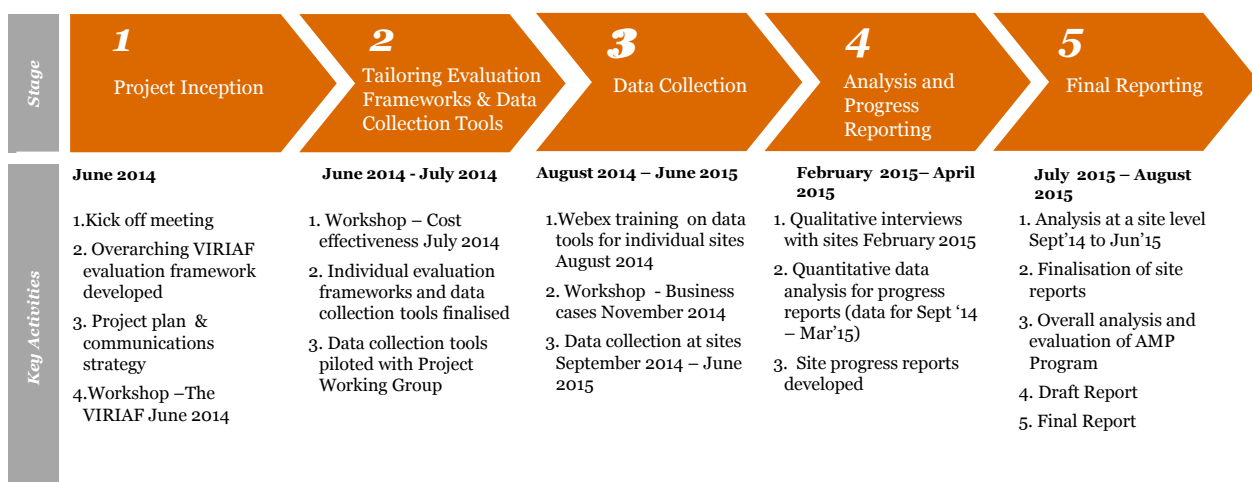 Stage
1
Project Inception
2
Tailoring Evaluation
Frameworks & Data
Collection Tools
3
Data Collection
4
Analysis and
Progress
Reporting
5
Final Reporting
Key Activities
June 2014
1.Kick off meeting
2. Overarching VIRIAF
evaluation framework
developed
3. Project plan & 
communications
strategy
4.Workshop –The
VIRIAF June 2014
June 2014 - July 2014
1. Workshop – Cost
effectiveness July 2014
2. Individual evaluation
frameworks and data
collection tools finalised
3. Data collection tools
piloted with Project
Working Group
August 2014 – June 2015
1.Webex training on data
tools for individual sites
August 2014
2. Workshop - Business
cases November 2014
3. Data collection at sites
September 2014 – June
2015
February 2015– April
2015
1. Qualitative interviews
with sites February 2015
2. Quantitative data
analysis for progress
reports (data for Sept ‘14
– Mar’15)
3. Site progress reports
developed
July 2015 – August
2015
1. Analysis at a site level
Sept’14 to Jun’15
2. Finalisation of site
reports
3. Overall analysis and
evaluation of AMP
Program
4. Draft Report
5. Final Report